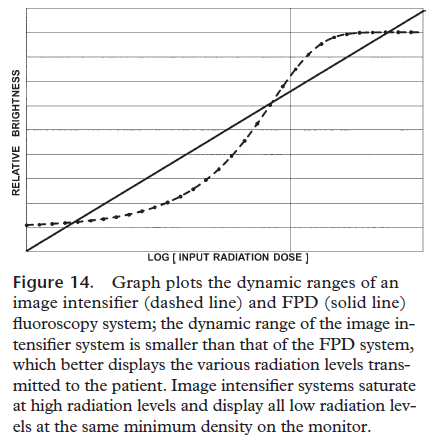 RELATIVE BRIGHTNESS
LOG [ INPUT RADIATION DOSE ]
Figure 14. Graph plots the dynamic ranges of an
image intensifier (dashed line) and FPD (solid line)
fluoroscopy system; the dynamic range of the image in-
tensifier system is smaller than that of the FPD system,
which better displays the various radiation levels trans-
mitted to the patient. Image intensifier systems saturate
at high radiation levels and display all low radiation lev-
els at the same minimum density on the monitor.